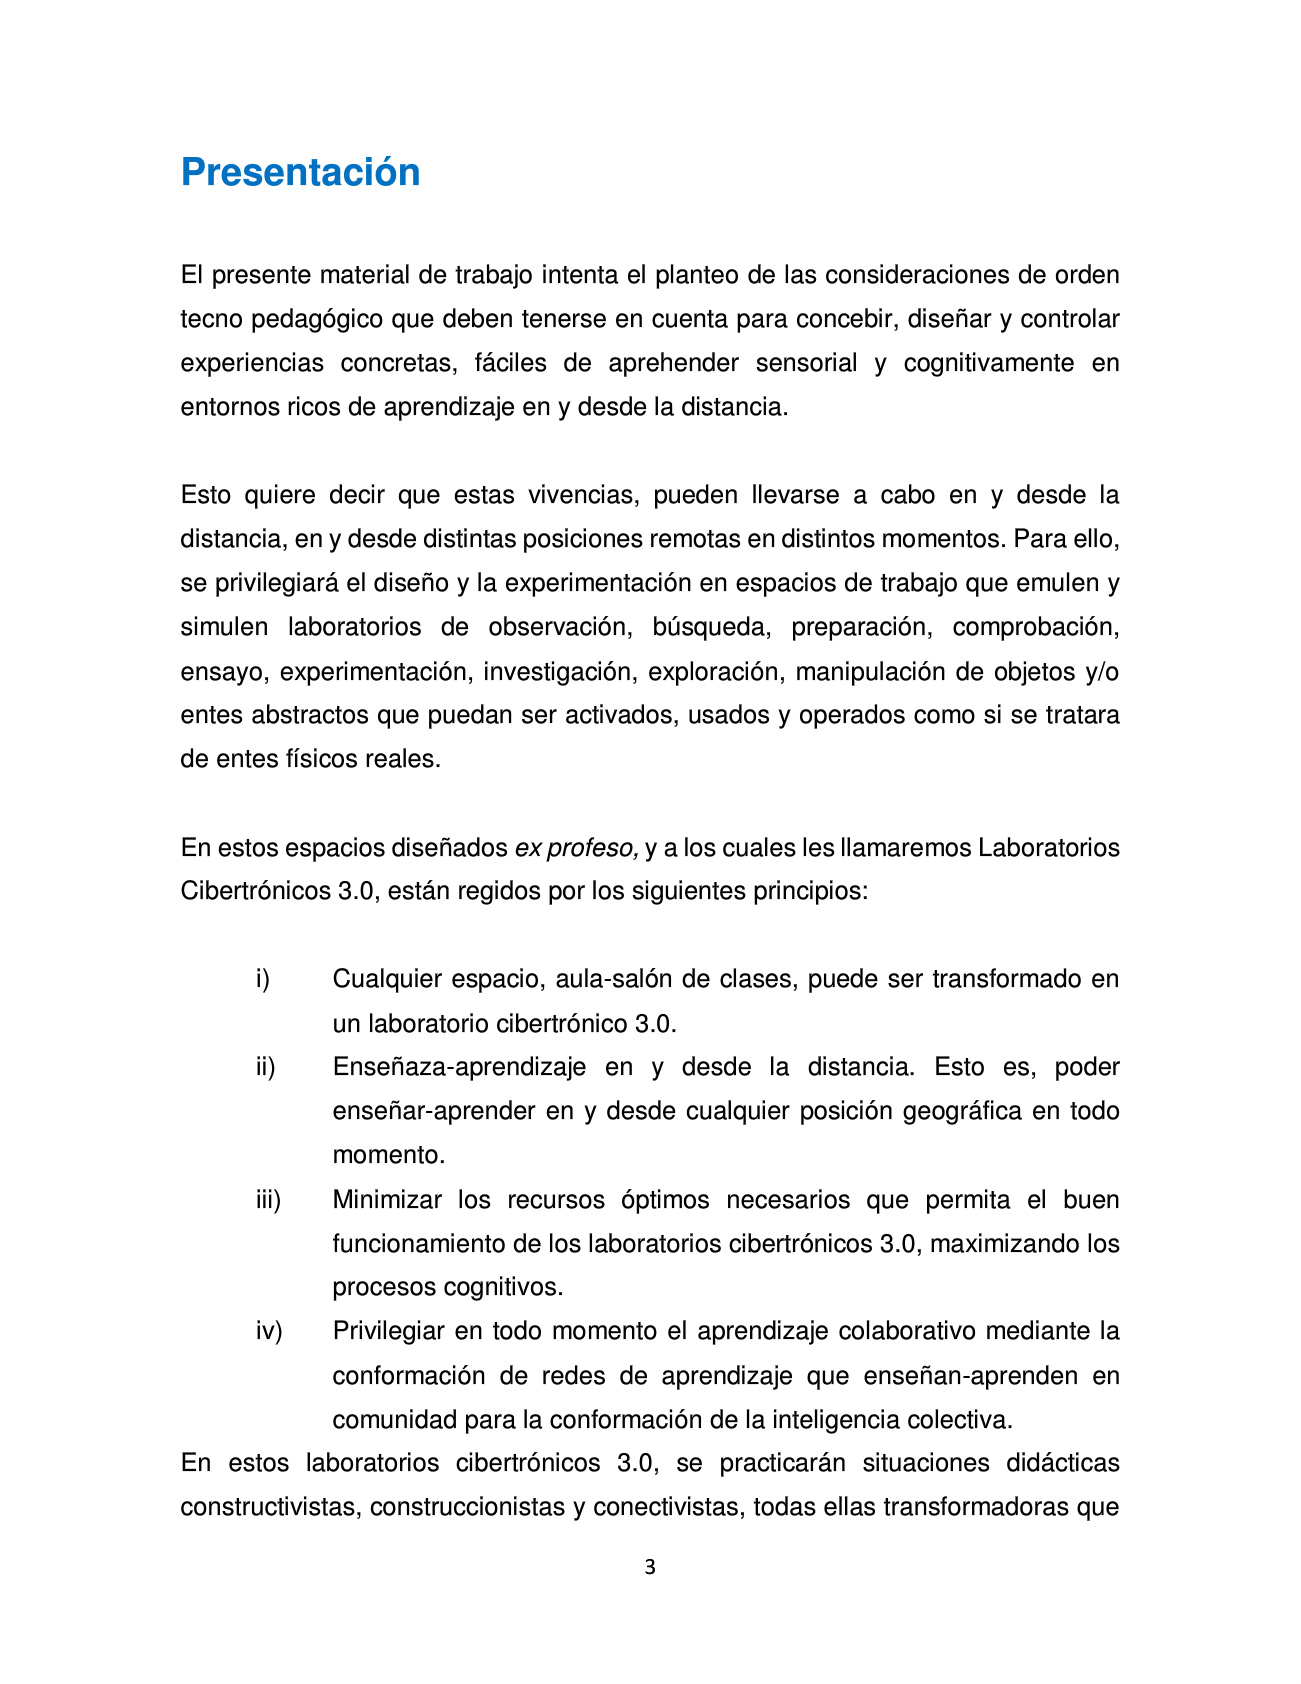 Presentación
El presente material de trabajo intenta el planteo de las consideraciones de orden
tecno pedagógico que deben tenerse en cuenta para concebir, diseñar y controlar
experiencias concretas, fáciles de aprehender sensorial y cognitivamente en
entornos ricos de aprendizaje en y desde la distancia.
Esto quiere decir que estas vivencias, pueden llevarse a cabo en y desde la
distancia, en y desde distintas posiciones remotas en distintos momentos. Para ello,
se privilegiará el diseño y la experimentación en espacios de trabajo que emulen y
simulen laboratorios de observación, búsqueda, preparación, comprobación,
ensayo, experimentación, investigación, exploración, manipulación de objetos y/o
entes abstractos que puedan ser activados, usados y operados como si se tratara
de entes físicos reales.
En estos espacios diseñados ex profeso, y a los cuales les llamaremos Laboratorios
Cibertrónicos 3.0, están regidos por los siguientes principios:
i) Cualquier espacio, aula-salón de clases, puede ser transformado en
un laboratorio cibertrónico 3.0.
ii) Enseñaza-aprendizaje en y desde la distancia. Esto es, poder
enseñar-aprender en y desde cualquier posición geográfica en todo
momento.
iii) Minimizar los recursos óptimos necesarios que permita el buen
funcionamiento de los laboratorios cibertrónicos 3.0, maximizando los
procesos cognitivos.
iv) Privilegiar en todo momento el aprendizaje colaborativo mediante la
conformación de redes de aprendizaje que enseñan-aprenden en
comunidad para la conformación de la inteligencia colectiva.
En estos laboratorios cibertrónicos 3.0, se practicarán situaciones didácticas
constructivistas, construccionistas y conectivistas, todas ellas transformadoras que
3